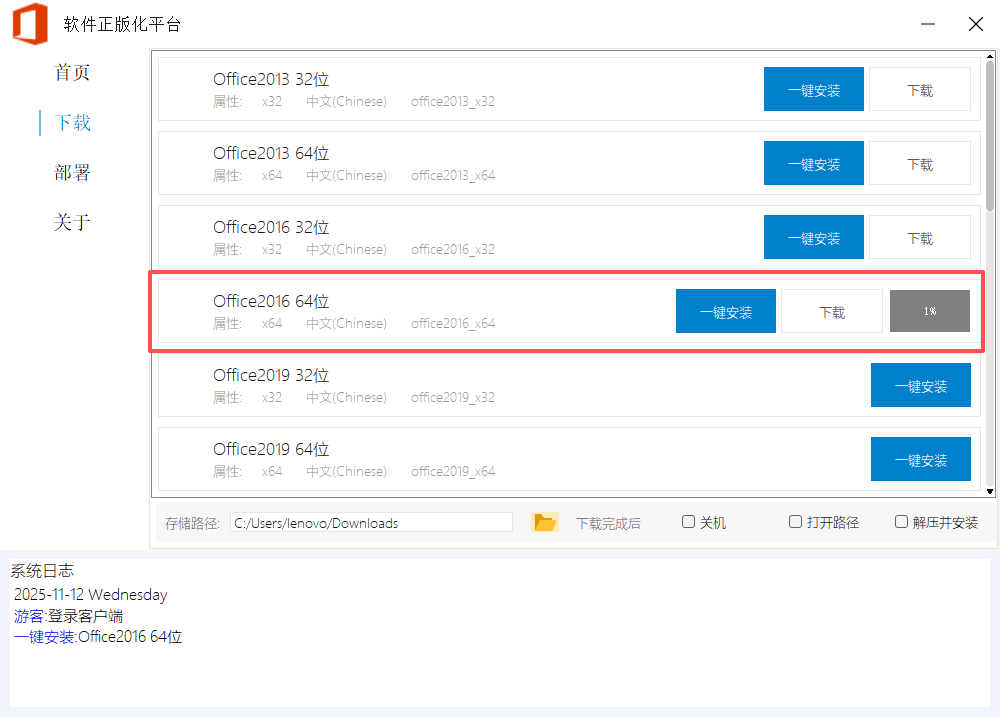 软件正版化平台
首页
下载
部署
关于
Office2013 32位
属性: x32 中文(Chinese) office2013_x32
一键安装 下载
Office2013 64位
属性: x64 中文(Chinese) office2013_x64
一键安装 下载
Office2016 32位
属性: x32 中文(Chinese) office2016_x32
一键安装 下载
Office2016 64位
属性: x64 中文(Chinese) office2016_x64
一键安装 下载 1%
Office2019 32位
属性: x32 中文(Chinese) office2019_x32
一键安装
Office2019 64位
属性: x64 中文(Chinese) office2019_x64
一键安装
存储路径: C:/Users/lenovo/Downloads 下载完成后 关机 打开路径 解压并安装
系统日志
2025-11-12 Wednesday
游客:登录客户端
一键安装:Office2016 64位